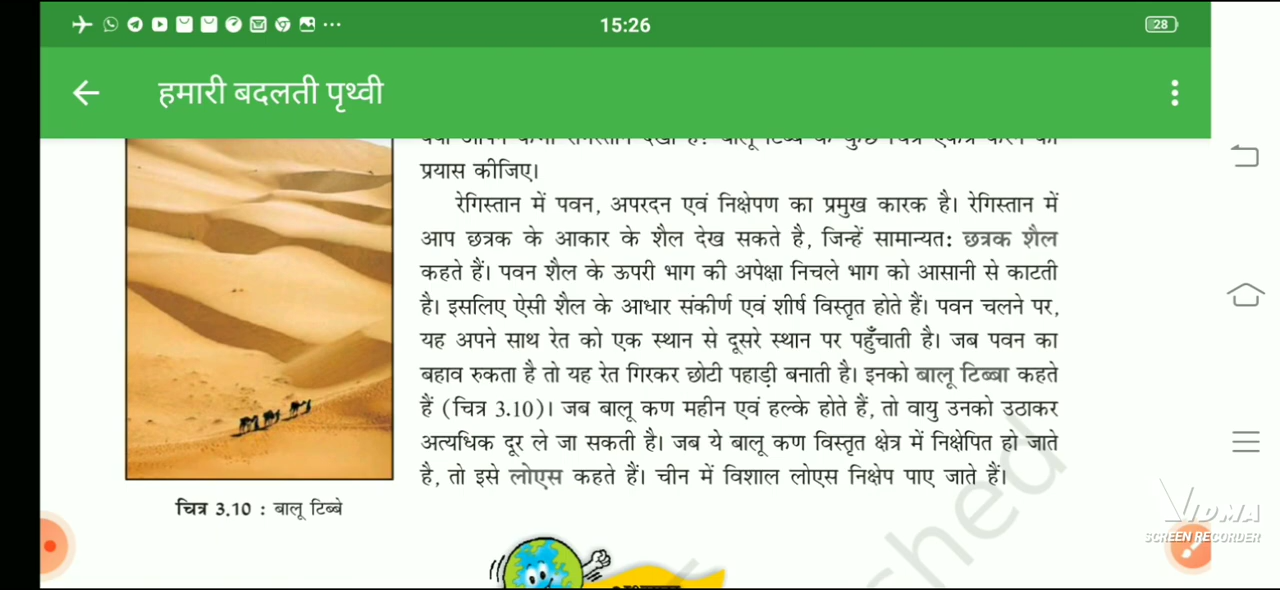 15:26
28
हमारी बदलती पृथ्वी
प्रयास कीजिए।
रेगिस्तान में पवन, अपरदन एवं निक्षेपण का प्रमुख कारक है। रेगिस्तान में
आप छत्रक के आकार के शैल देख सकते है, जिन्हें सामान्यत: छत्रक शैल
कहते हैं। पवन शैल के ऊपरी भाग की अपेक्षा निचले भाग को आसानी से काटती
है। इसलिए ऐसी शैल के आधार संकीर्ण एवं शीर्ष विस्तृत होते हैं। पवन चलने पर,
यह अपने साथ रेत को एक स्थान से दूसरे स्थान पर पहुँचाती है। जब पवन का
बहाव रुकता है तो यह रेत गिरकर छोटी पहाड़ी बनाती है। इनको बालू टिब्बा कहते
हैं (चित्र 3.10)। जब बालू कण महीन एवं हल्के होते हैं, तो वायु उनको उठाकर
अत्यधिक दूर ले जा सकती है। जब ये बालू कण विस्तृत क्षेत्र में निक्षेपित हो जाते
है, तो इसे लोएस कहते हैं। चीन में विशाल लोएस निक्षेप पाए जाते हैं।
चित्र 3.10 : बालू टिब्बे
shed
VIDMA
SCREEN RECORDER